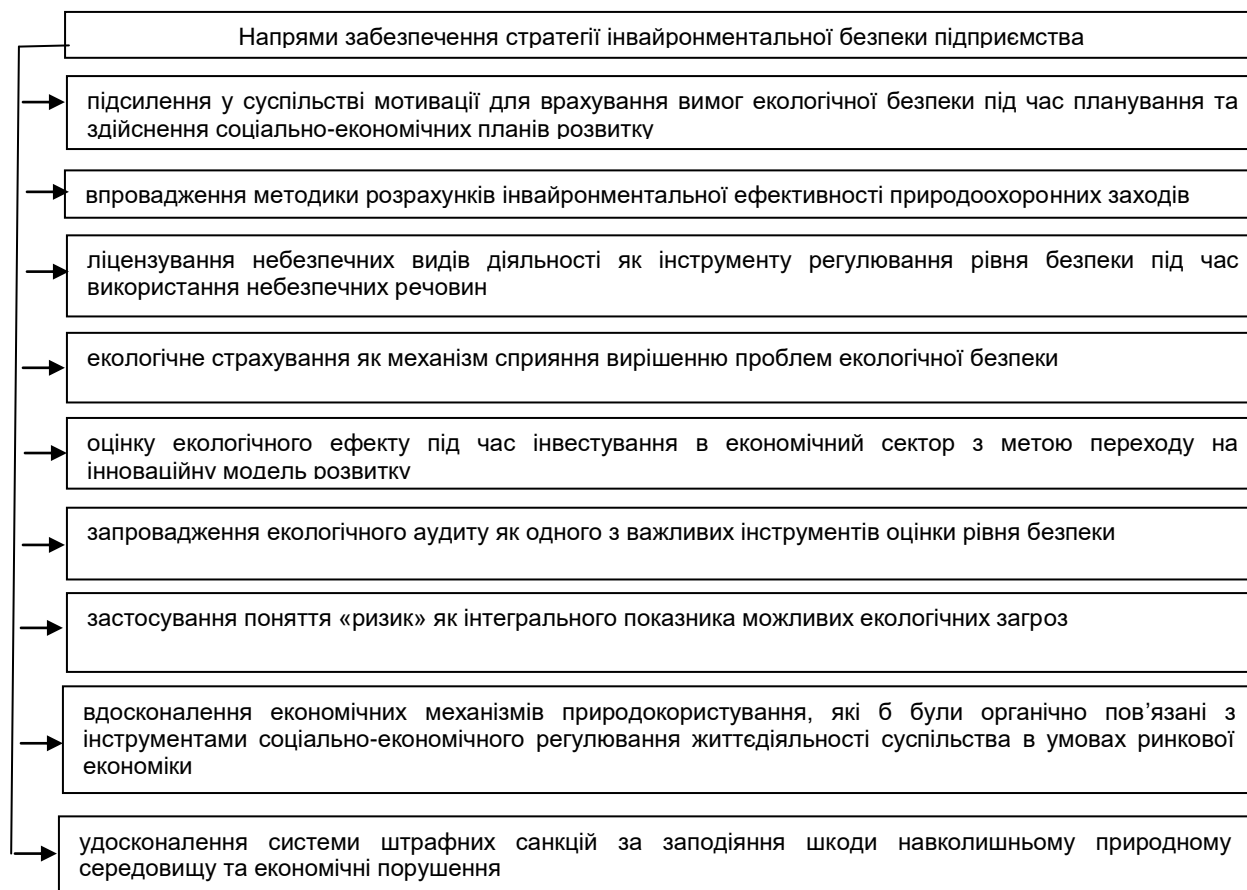 Напрями забезпечення стратегії інвайронментальної безпеки підприємства
підсилення у суспільстві мотивації для врахування вимог екологічної безпеки під час планування та
здійснення соціально-економічних планів розвитку
впровадження методики розрахунків інвайронментальної ефективності природоохоронних заходів
ліцензування небезпечних видів діяльності як інструменту регулювання рівня безпеки під час
використання небезпечних речовин
екологічне страхування як механізм сприяння вирішенню проблем екологічної безпеки
оцінку екологічного ефекту під час інвестування в економічний сектор з метою переходу на
інноваційну модель розвитку
запровадження екологічного аудиту як одного з важливих інструментів оцінки рівня безпеки
застосування поняття «ризик» як інтегрального показника можливих екологічних загроз
вдосконалення економічних механізмів природокористування, які б були органічно пов’язані з
інструментами соціально-економічного регулювання життєдіяльності суспільства в умовах ринкової
економіки
удосконалення системи штрафних санкцій за заподіяння шкоди навколишньому природному
середовищу та економічні порушення